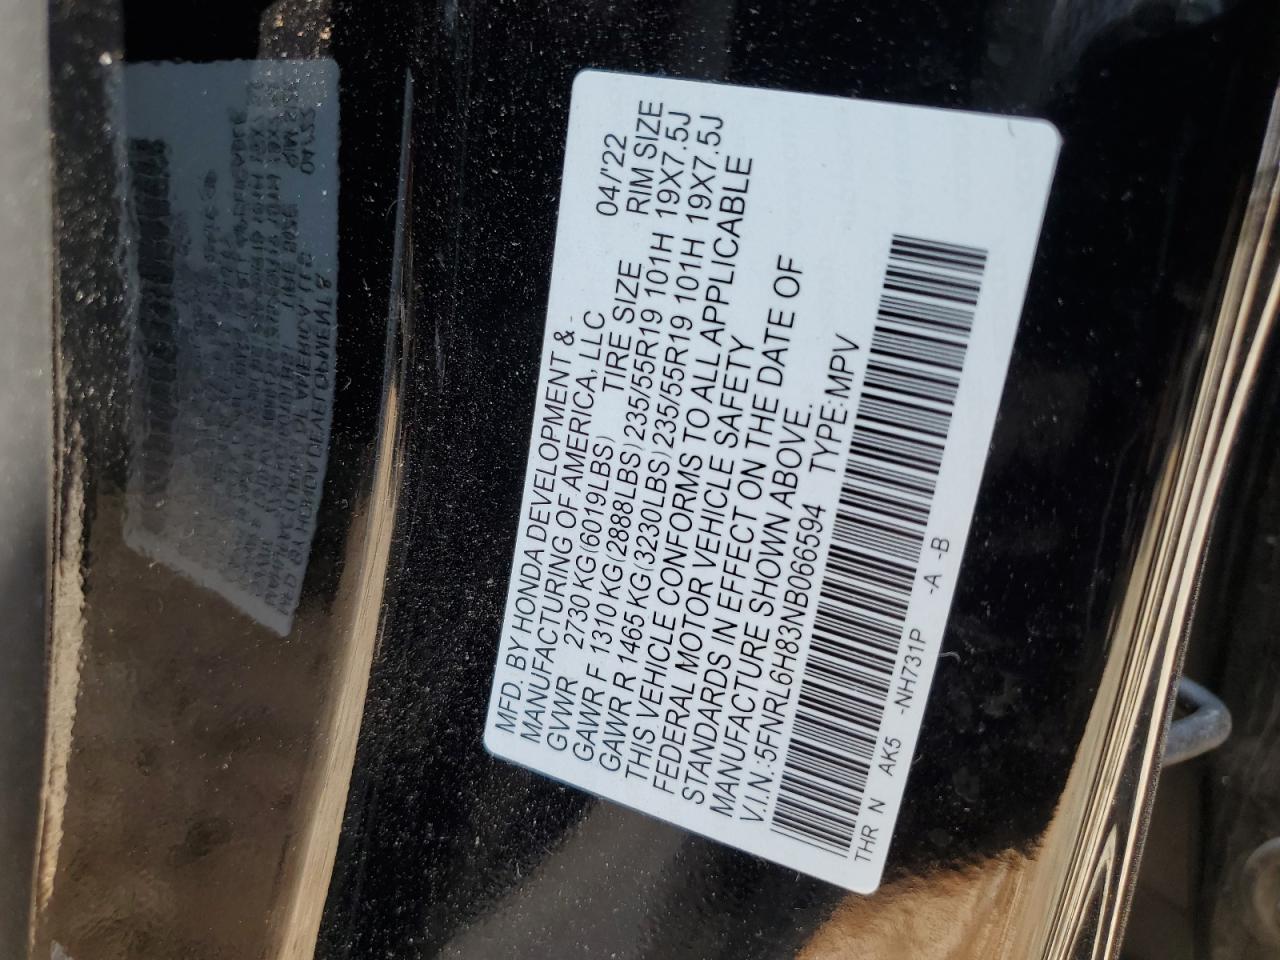 MFD. BY HONDA DEVELOPMENT &
MANUFACTURING OF AMERICA, LLC 04/'22
GVWR 2730 KG(6019LBS) TIRE SIZE RIM SIZE
GAWR F 1310 KG(2888LBS) 235/55R19 101H 19X7.5J
GAWR R 1465 KG(3230LBS) 235/55R19 101H 19X7.5J
THIS VEHICLE CONFORMS TO ALL APPLICABLE
FEDERAL MOTOR VEHICLE SAFETY
STANDARDS IN EFFECT ON THE DATE OF
MANUFACTURE SHOWN ABOVE.
V.I.N.:5FNRL6H83NB066594 TYPE:MPV
THR N AK5 -NH731P -A -B